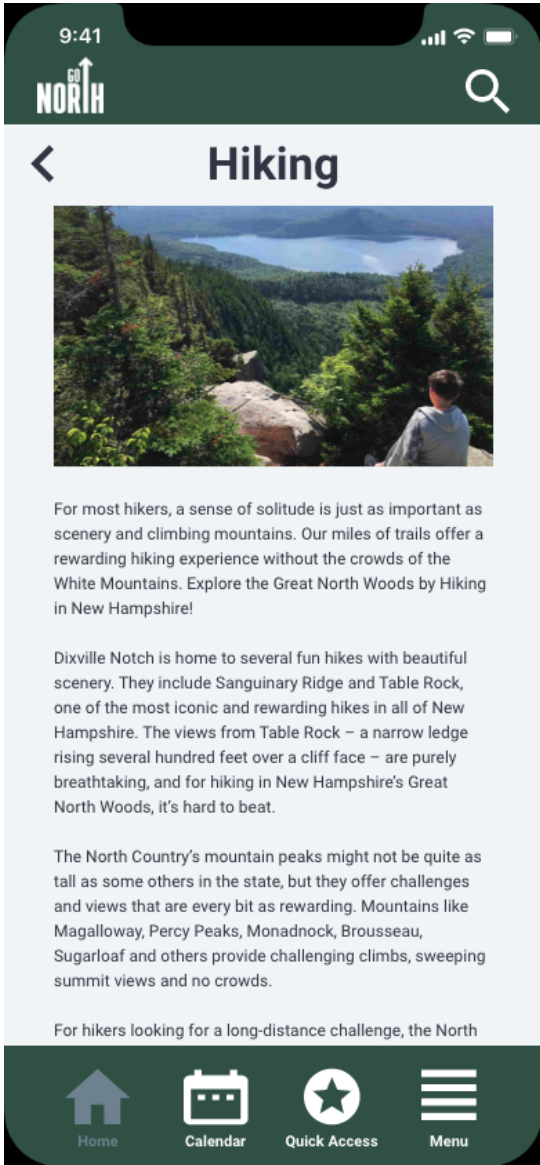 9:41
GO
NORTH
Hiking
For most hikers, a sense of solitude is just as important as
scenery and climbing mountains. Our miles of trails offer a
rewarding hiking experience without the crowds of the
White Mountains. Explore the Great North Woods by Hiking
in New Hampshire!
Dixville Notch is home to several fun hikes with beautiful
scenery. They include Sanguinary Ridge and Table Rock,
one of the most iconic and rewarding hikes in all of New
Hampshire. The views from Table Rock – a narrow ledge
rising several hundred feet over a cliff face – are purely
breathtaking, and for hiking in New Hampshire’s Great
North Woods, it’s hard to beat.
The North Country’s mountain peaks might not be quite as
tall as some others in the state, but they offer challenges
and views that are every bit as rewarding. Mountains like
Magalloway, Percy Peaks, Monadnock, Brousseau,
Sugarloaf and others provide challenging climbs, sweeping
summit views and no crowds.
For hikers looking for a long-distance challenge, the North
Home
Calendar
Quick Access
Menu